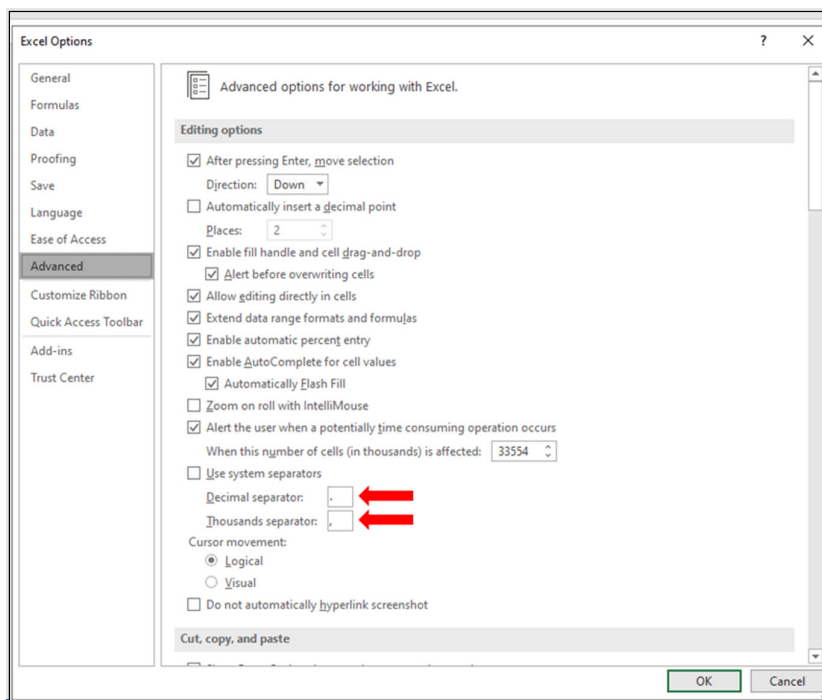 Excel Options
?
General
Formulas
Data
Proofing
Save
Language
Ease of Access
Advanced
Customize Ribbon
Quick Access Toolbar
Add-ins
Trust Center
Advanced options for working with Excel.
Editing options
After pressing Enter, move selection
Direction: Down
Automatically insert a decimal point
Places: 2
Enable fill handle and cell drag-and-drop
Alert before overwriting cells
Allow editing directly in cells
Extend data range formats and formulas
Enable automatic percent entry
Enable AutoComplete for cell values
Automatically Flash Fill
Zoom on roll with IntelliMouse
Alert the user when a potentially time consuming operation occurs
When this number of cells (in thousands) is affected: 33554
Use system separators
Decimal separator: .
Thousands separator: ,
Cursor movement:
Logical
Visual
Do not automatically hyperlink screenshot
Cut, copy, and paste
OK Cancel